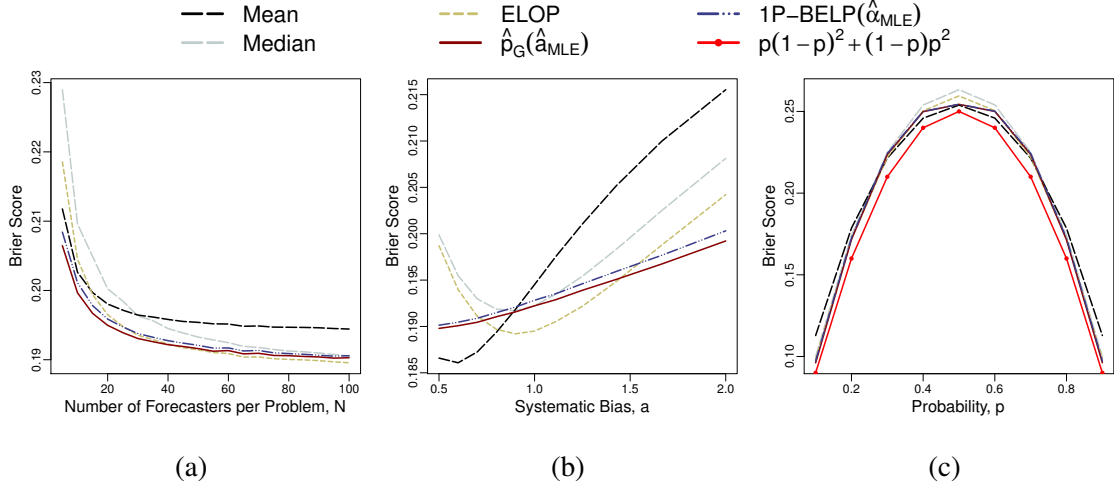 Mean ELOP 1P−BELP(α̂MLE)
Median p̂G(âMLE) p(1−p)²+(1−p)p²
0.23
0.22
0.21
0.20
0.19
Brier Score
20 40 60 80 100
Number of Forecasters per Problem, N
(a)
0.215
0.210
0.205
0.200
0.195
0.190
0.185
Brier Score
0.5 1.0 1.5 2.0
Systematic Bias, a
(b)
0.25
0.20
0.15
0.10
Brier Score
0.2 0.4 0.6 0.8
Probability, p
(c)